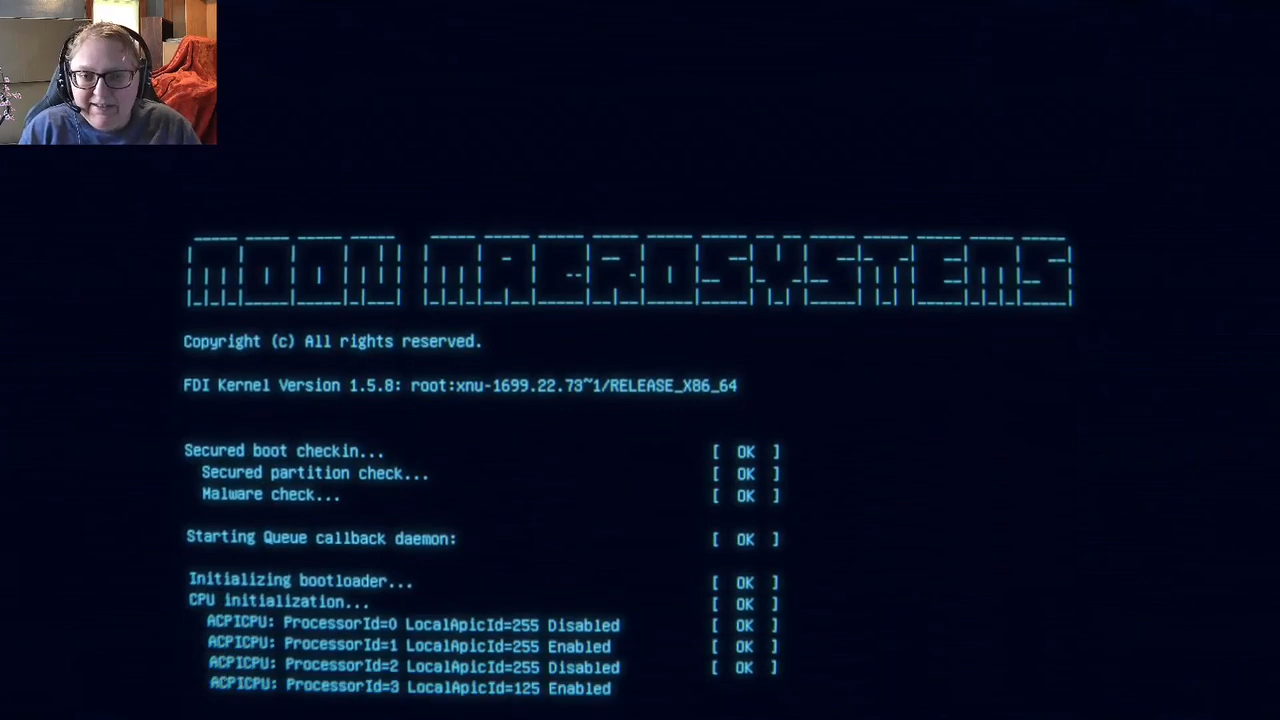 MOON MACROSYSTEMS
Copyright (c) All rights reserved.
FDI Kernel Version 1.5.8: root:xnu-1699.22.73~1/RELEASE_X86_64
Secured boot checkin... [ OK ]
Secured partition check... [ OK ]
Malware check... [ OK ]
Starting Queue callback daemon: [ OK ]
Initializing bootloader... [ OK ]
CPU initialization... [ OK ]
ACPICPU: ProcessorId=0 LocalApicId=255 Disabled [ OK ]
ACPICPU: ProcessorId=1 LocalApicId=255 Enabled [ OK ]
ACPICPU: ProcessorId=2 LocalApicId=255 Disabled [ OK ]
ACPICPU: ProcessorId=3 LocalApicId=125 Enabled